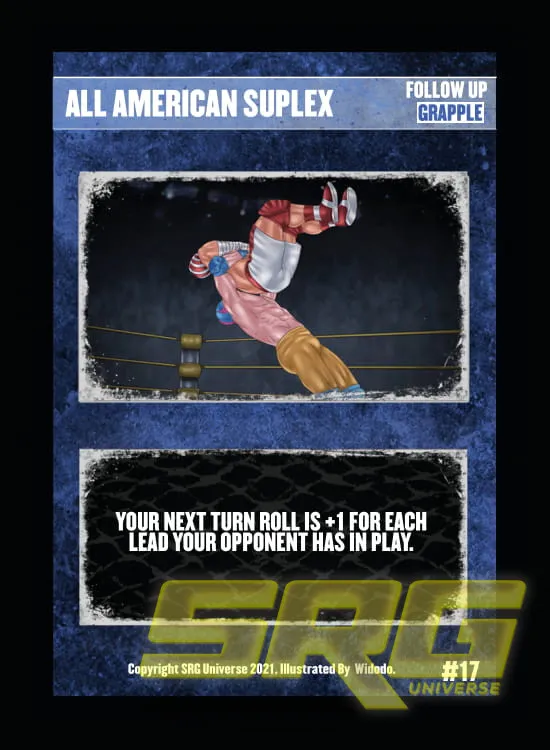 ALL AMERICAN SUPLEX
FOLLOW UP
GRAPPLE
YOUR NEXT TURN ROLL IS +1 FOR EACH
LEAD YOUR OPPONENT HAS IN PLAY.
SRG
UNIVERSE
Copyright SRG Universe 2021. Illustrated By Widodo.
#17